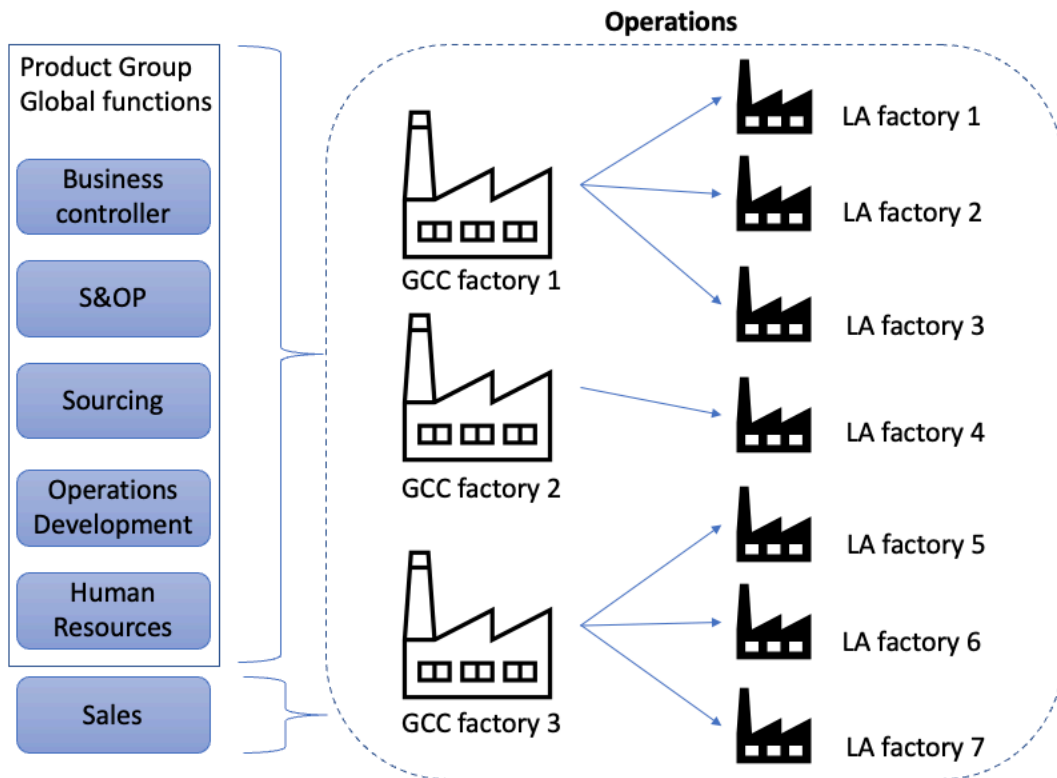 Operations
Product Group
Global functions
Business
controller
S&OP
Sourcing
Operations
Development
Human
Resources
Sales
GCC factory 1
GCC factory 2
GCC factory 3
LA factory 1
LA factory 2
LA factory 3
LA factory 4
LA factory 5
LA factory 6
LA factory 7